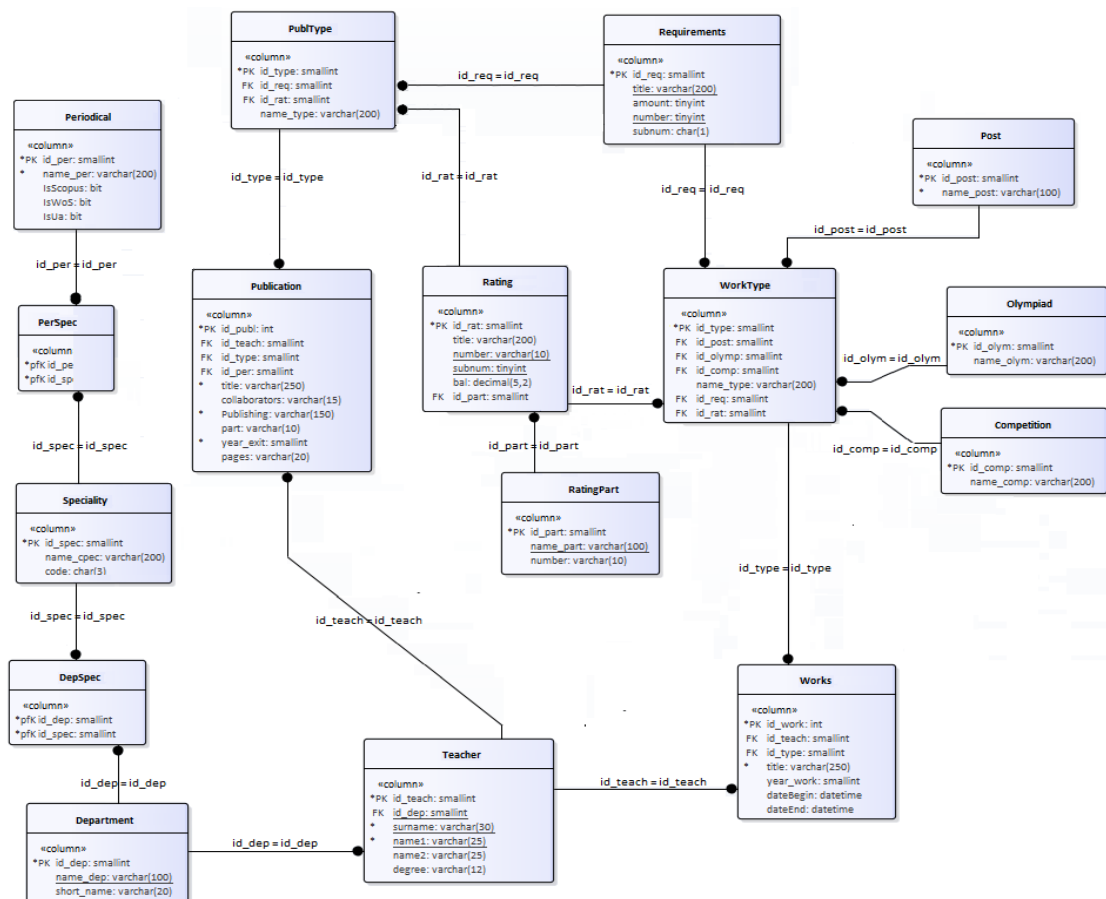 PublType
«column»
*PK id_type: smallint
FK id_req: smallint
FK id_rat: smallint
name_type: varchar(200)
Requirements
«column»
*PK id_req: smallint
title: varchar(200)
amount: tinyint
number: tinyint
subnum: char(1)
id_req = id_req
Periodical
«column»
*PK id_per: smallint
* name_per: varchar(200)
IsScopus: bit
IsWoS: bit
IsUa: bit
Post
«column»
*PK id_post: smallint
* name_post: varchar(100)
id_type = id_type
id_rat = id_rat
id_req = id_req
id_post = id_post
id_per = id_per
Publication
«column»
*PK id_publ: int
FK id_teach: smallint
FK id_type: smallint
FK id_per: smallint
* title: varchar(250)
collaborators: varchar(15)
* Publishing: varchar(150)
part: varchar(10)
* year_exit: smallint
pages: varchar(20)
Rating
«column»
*PK id_rat: smallint
title: varchar(200)
number: varchar(10)
subnum: tinyint
bal: decimal(5,2)
FK id_part: smallint
WorkType
«column»
*PK id_type: smallint
FK id_post: smallint
FK id_olymp: smallint
FK id_comp: smallint
name_type: varchar(200)
FK id_req: smallint
FK id_rat: smallint
Olympiad
«column»
*PK id_olym: smallint
name_olym: varchar(200)
PerSpec
«column
*pfK id_pe
*pfK id_sp
id_olym = id_olym
id_rat = id_rat
id_spec = id_spec
id_part = id_part
id_comp = id_comp
Competition
«column»
*PK id_comp: smallint
name_comp: varchar(200)
Speciality
«column»
*PK id_spec: smallint
name_cpec: varchar(200)
code: char(3)
RatingPart
«column»
*PK id_part: smallint
name_part: varchar(100)
number: varchar(10)
id_type = id_type
id_spec = id_spec
id_teach = id_teach
DepSpec
«column»
*pfK id_dep: smallint
*pfK id_spec: smallint
Works
«column»
*PK id_work: int
FK id_teach: smallint
FK id_type: smallint
* title: varchar(250)
year_work: smallint
dateBegin: datetime
dateEnd: datetime
Teacher
«column»
*PK id_teach: smallint
FK id_dep: smallint
* surname: varchar(30)
* name1: varchar(25)
name2: varchar(25)
degree: varchar(12)
id_teach = id_teach
id_dep = id_dep
Department
«column»
*PK id_dep: smallint
name_dep: varchar(100)
short_name: varchar(20)
id_dep = id_dep